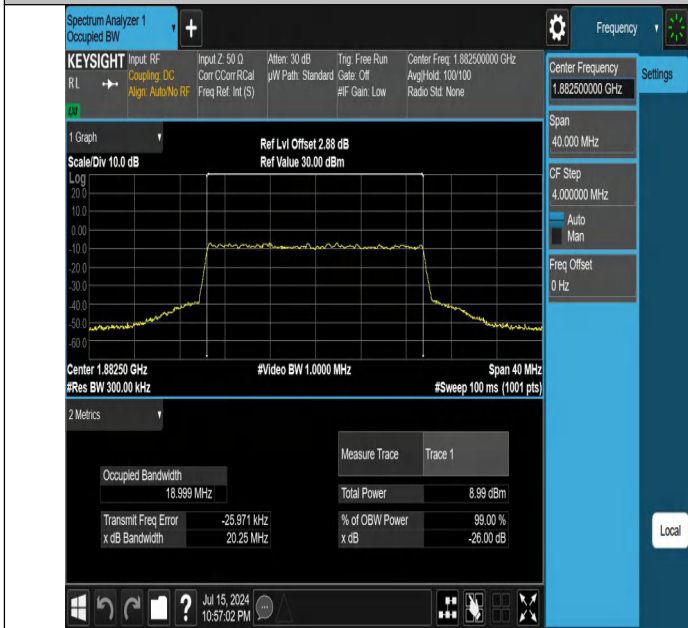 Spectrum Analyzer 1
Occupied BW
Frequency
KEYSIGHT
RL
LXI
Input: RF
Coupling: DC
Align: Auto/No RF
Input Z: 50 Ω
Corr CCorr RCal
Freq Ref: Int (S)
Atten: 30 dB
µW Path: Standard
Trig: Free Run
Gate: Off
#IF Gain: Low
Center Freq: 1.882500000 GHz
Avg|Hold: 100/100
Radio Std: None
Center Frequency
1.882500000 GHz
Settings
Span
40.000 MHz
CF Step
4.000000 MHz
Auto
Man
Freq Offset
0 Hz
Local
1 Graph
Scale/Div 10.0 dB
Ref Lvl Offset 2.88 dB
Ref Value 30.00 dBm
Log
20.0
10.0
0.00
-10.0
-20.0
-30.0
-40.0
-50.0
-60.0
Center 1.88250 GHz
#Video BW 1.0000 MHz
Span 40 MHz
#Res BW 300.00 kHz
#Sweep 100 ms (1001 pts)
2 Metrics
Measure Trace Trace 1
Occupied Bandwidth
18.999 MHz
Total Power 8.99 dBm
Transmit Freq Error -25.971 kHz
% of OBW Power 99.00 %
x dB Bandwidth 20.25 MHz
x dB -26.00 dB
?
Jul 15, 2024
10:57:02 PM